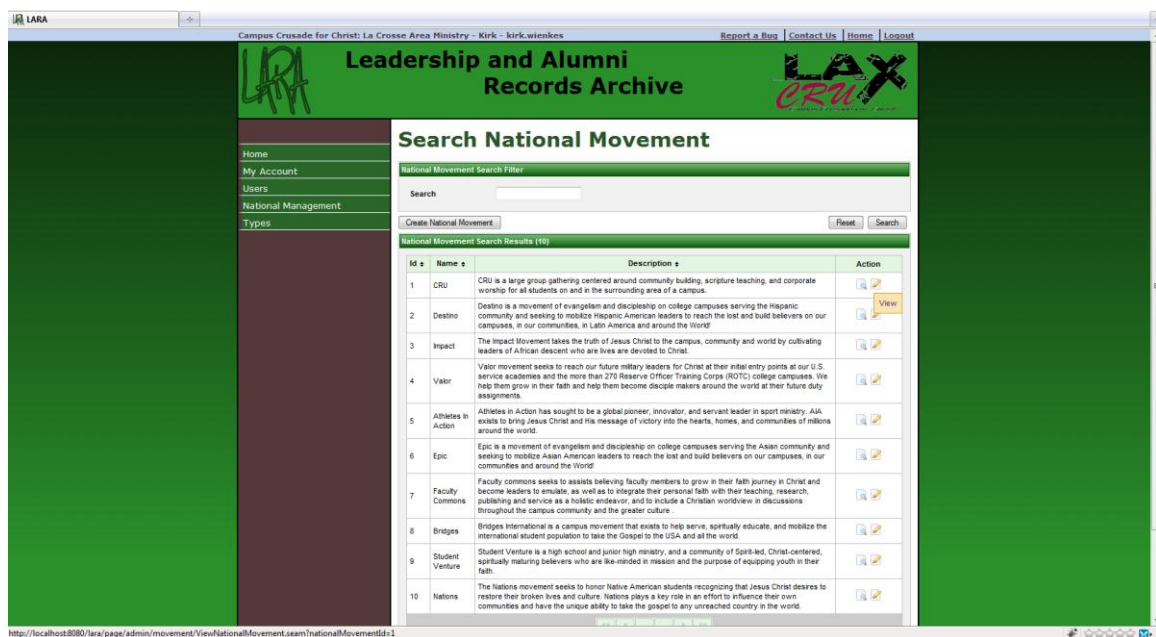 LARA
Campus Crusade for Christ: La Crosse Area Ministry - Kirk - kirk.wienkes
Report a Bug Contact Us Home Logout
LARA
Leadership and Alumni
Records Archive
LAX
CRU
Search National Movement
Home
My Account
Users
National Management
Types
National Movement Search Filter
Search
Create National Movement Reset Search
National Movement Search Results (10)
Id Name Description Action
1 CRU CRU is a large group gathering centered around community building, scripture teaching, and corporate
worship for all students on and in the surrounding area of a campus.
View
2 Destino Destino is a movement of evangelism and discipleship on college campuses serving the Hispanic
community and seeking to mobilize Hispanic American leaders to reach the lost and build believers on our
campuses, in our communities, in Latin America and around the World!
3 Impact The Impact Movement takes the truth of Jesus Christ to the campus, community and world by cultivating
leaders of African descent who are lives are devoted to Christ.
4 Valor Valor movement seeks to reach our future military leaders for Christ at their initial entry points at our U.S.
service academies and the more than 270 Reserve Officer Training Corps (ROTC) college campuses. We
help them grow in their faith and help them become disciple makers around the world at their future duty
assignments.
5 Athletes In Action Athletes in Action has sought to be a global pioneer, innovator, and servant leader in sport ministry. AIA
exists to bring Jesus Christ and His message of victory into the hearts, homes, and communities of millions
around the world.
6 Epic Epic is a movement of evangelism and discipleship on college campuses serving the Asian community and
seeking to mobilize Asian American leaders to reach the lost and build believers on our campuses, in our
communities and around the World!
7 Faculty Commons Faculty commons seeks to assists believing faculty members to grow in their faith journey in Christ and
become leaders to emulate, as well as to integrate their personal faith with their teaching, research,
publishing and service as a holistic endeavor, and to include a Christian worldview in discussions
throughout the campus community and the greater culture .
8 Bridges Bridges International is a campus movement that exists to help serve, spiritually educate, and mobilize the
international student population to take the Gospel to the USA and all the world.
9 Student Venture Student Venture is a high school and junior high ministry, and a community of Spirit-led, Christ-centered,
spiritually maturing believers who are like-minded in mission and the purpose of equipping youth in their
faith.
10 Nations The Nations movement seeks to honor Native American students recognizing that Jesus Christ desires to
restore their broken lives and culture. Nations plays a key role in an effort to influence their own
communities and have the unique ability to take the gospel to any unreached country in the world.
http://localhost:8080/lara/page/admin/movement/ViewNationalMovement.seam?nationalMovementId=1